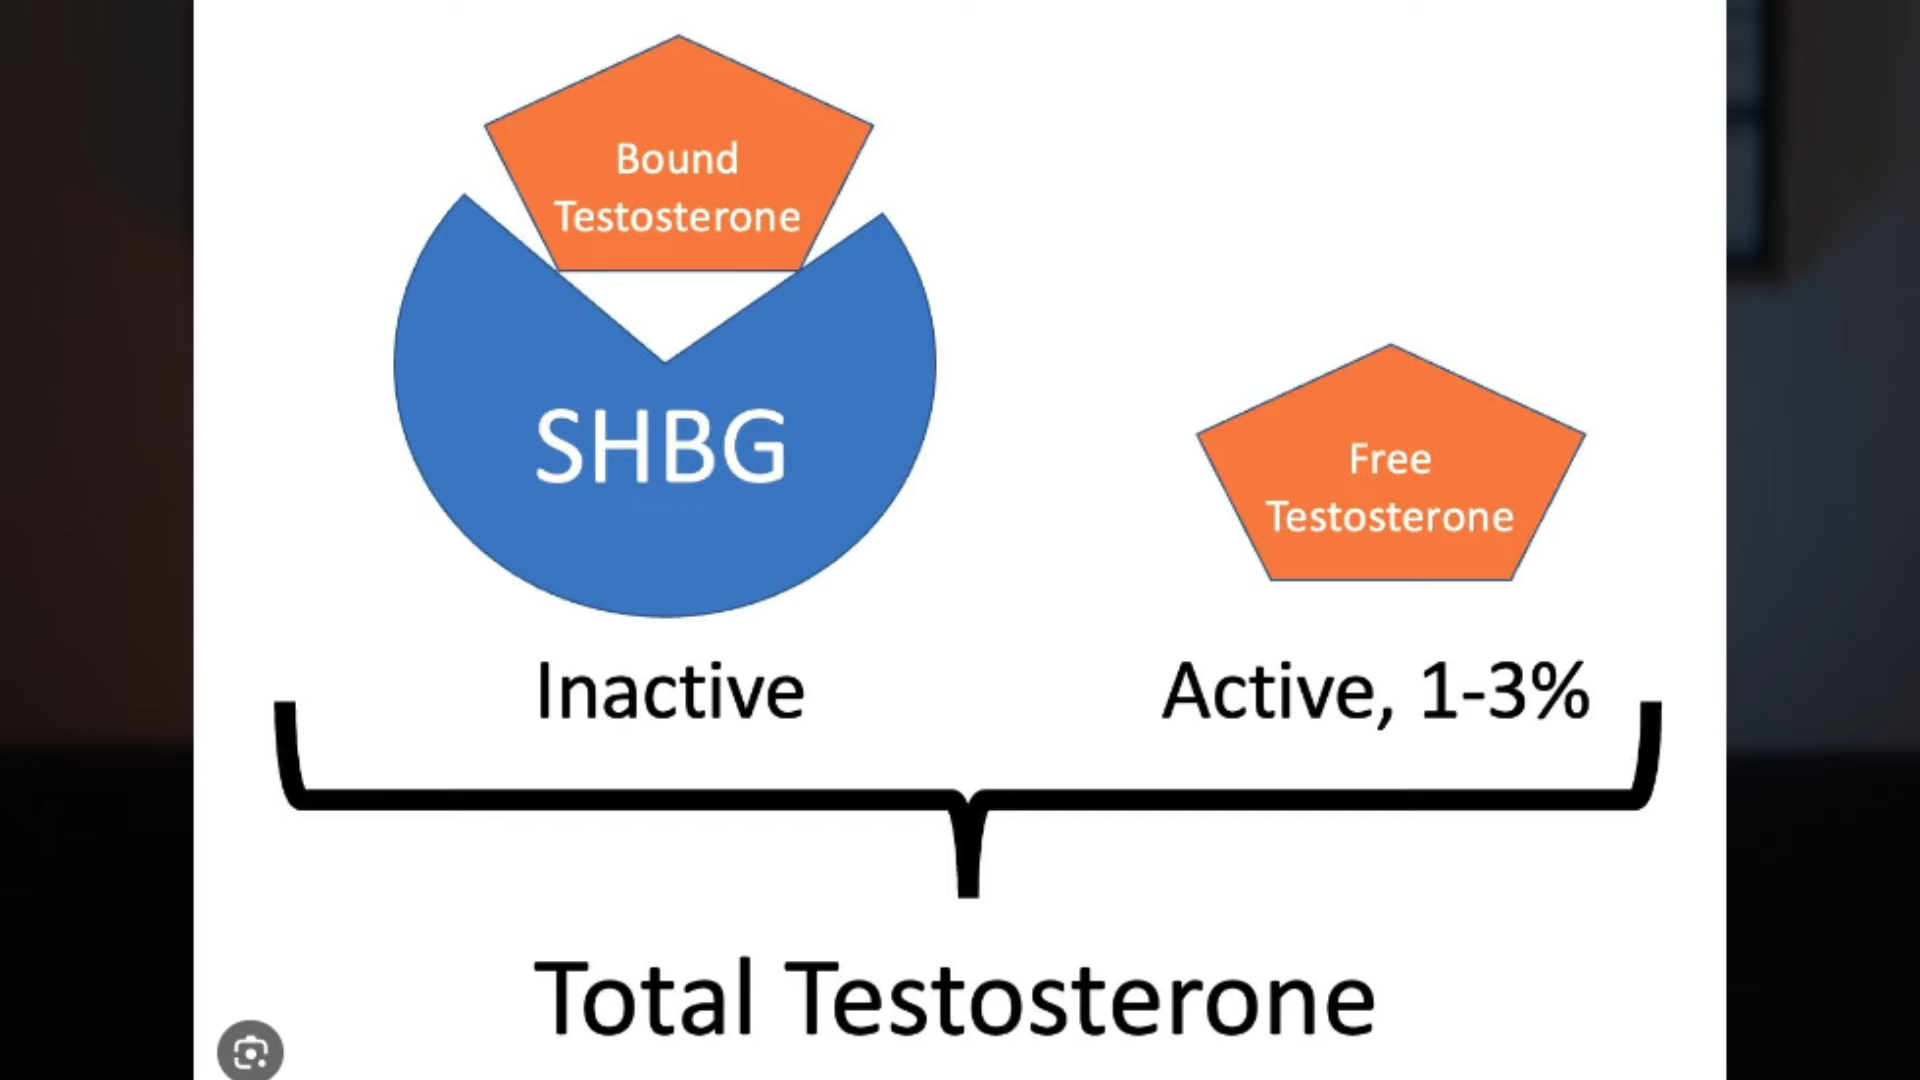 Bound
Testosterone
SHBG
Free
Testosterone
Inactive
Active, 1-3%
Total Testosterone